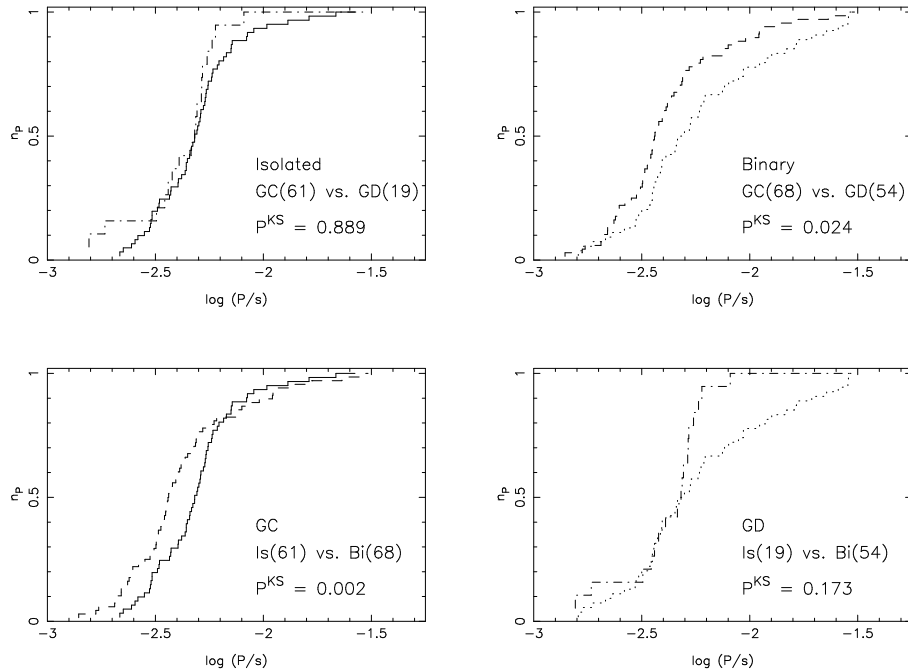 1
0.5
0
n_P
Isolated
GC(61) vs. GD(19)
P^KS = 0.889
-3 -2.5 -2 -1.5
log (P/s)
1
0.5
0
n_P
Binary
GC(68) vs. GD(54)
P^KS = 0.024
-3 -2.5 -2 -1.5
log (P/s)
1
0.5
0
n_P
GC
Is(61) vs. Bi(68)
P^KS = 0.002
-3 -2.5 -2 -1.5
log (P/s)
1
0.5
0
n_P
GD
Is(19) vs. Bi(54)
P^KS = 0.173
-3 -2.5 -2 -1.5
log (P/s)